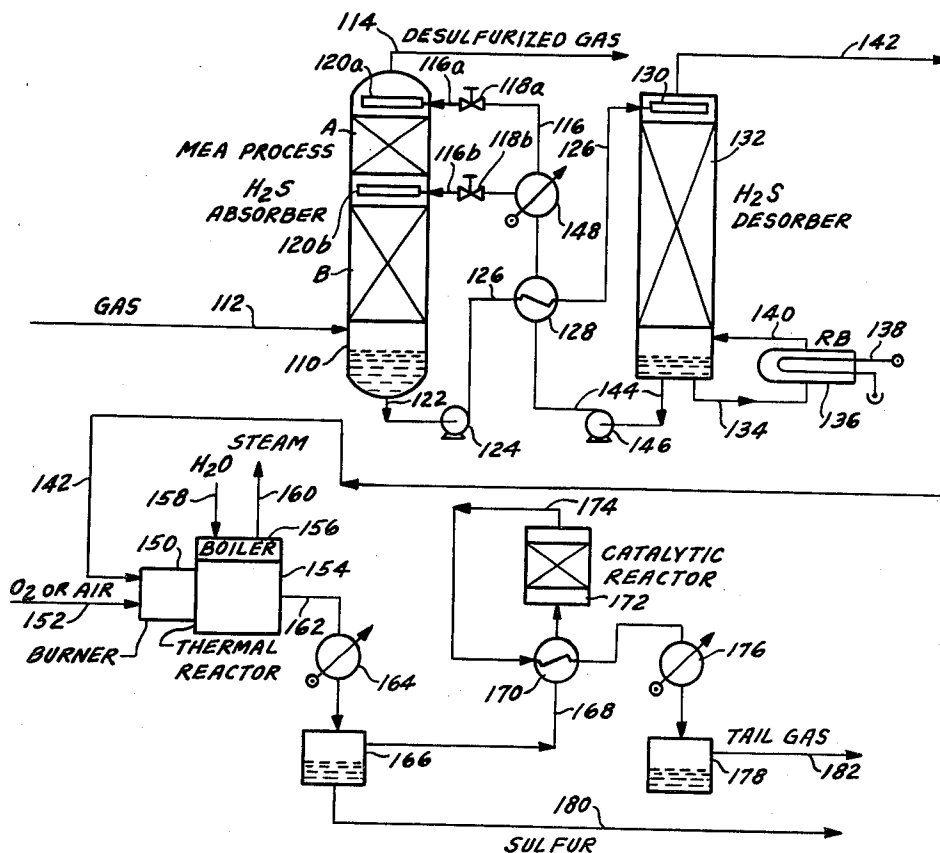 114
DESULFURIZED GAS
142
120a
116a
118a
130
A
116
126
132
MEA PROCESS
116b
118b
H2S
ABSORBER
148
H2S
DESORBER
120b
B
126
128
140
RB
138
GAS
112
110
144
122
124
146
134
136
STEAM
H2O
142
158
160
174
150
BOILER
156
154
CATALYTIC
REACTOR
O2 OR AIR
152
162
172
BURNER
THERMAL
REACTOR
164
170
176
168
166
TAIL GAS
178
182
180
SULFUR